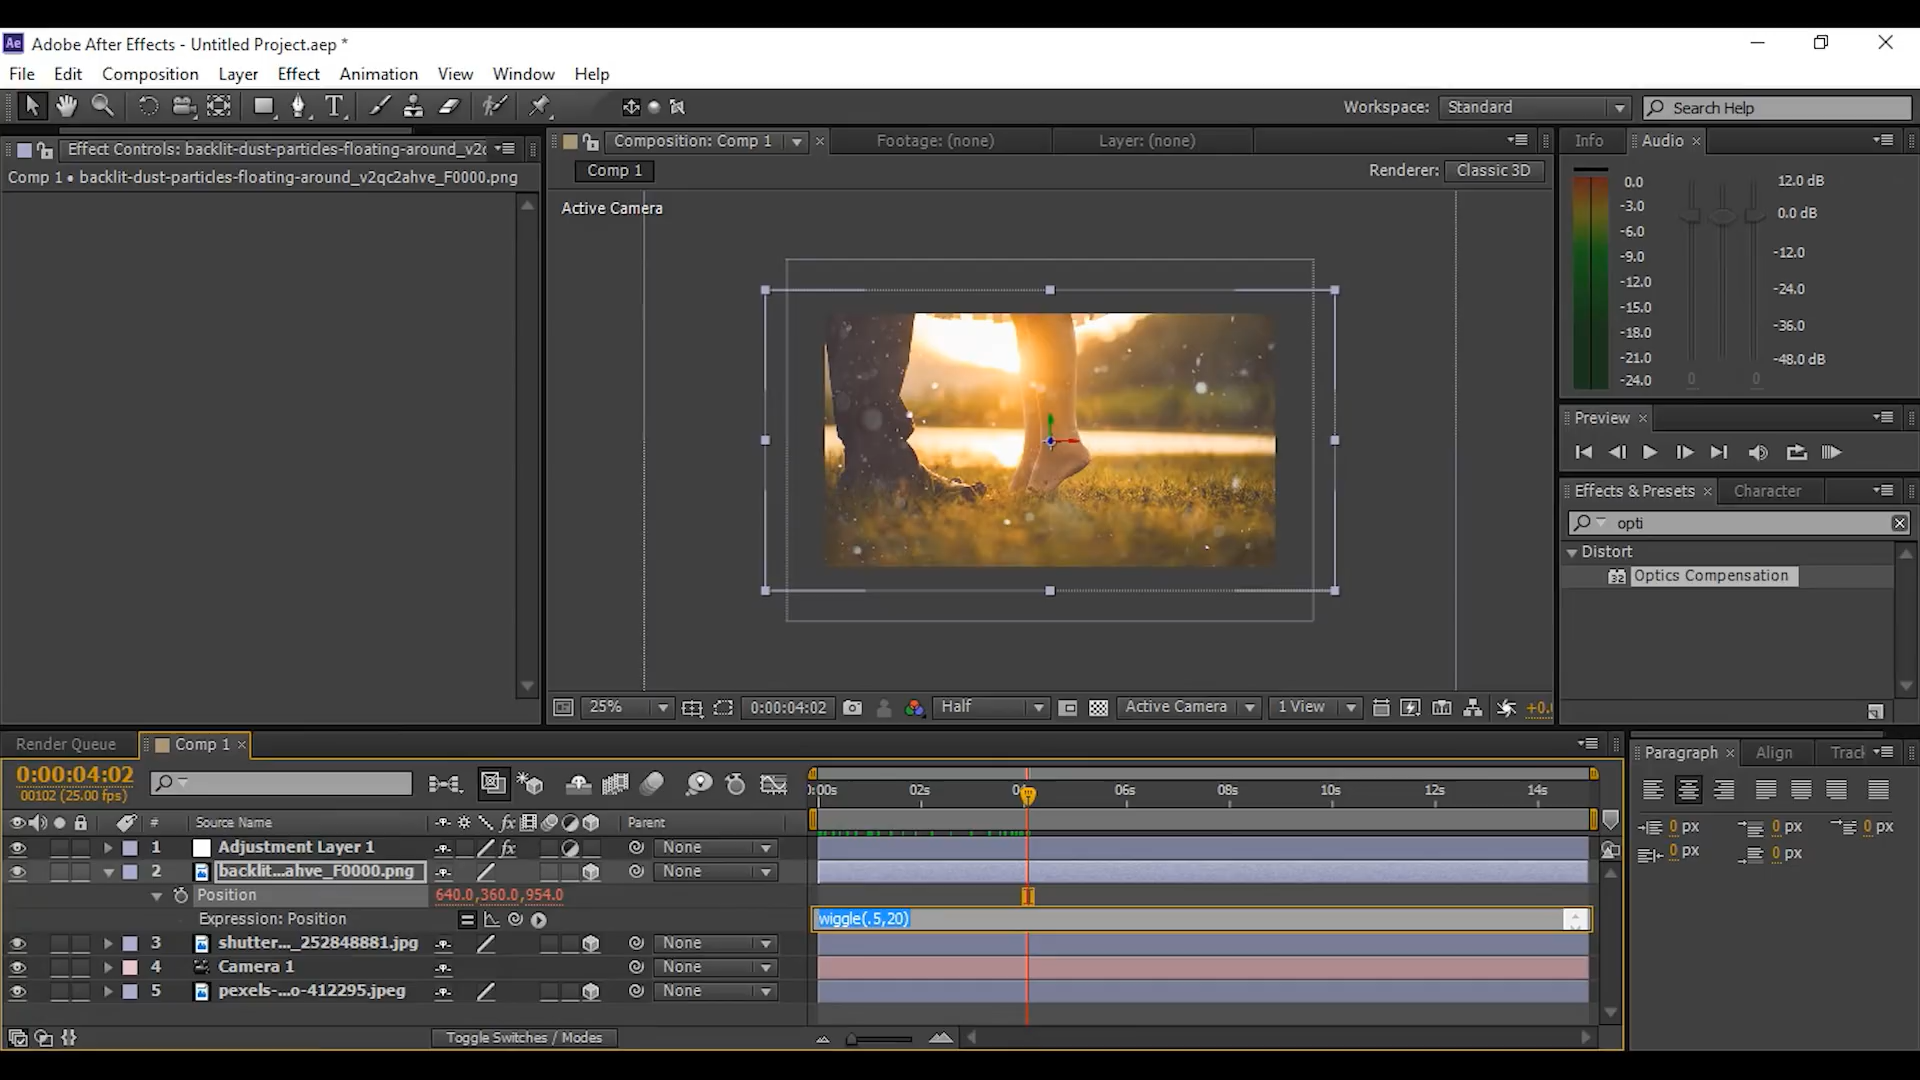 Ae Adobe After Effects - Untitled Project.aep *
File Edit Composition Layer Effect Animation View Window Help
Workspace: Standard Search Help
Effect Controls: backlit-dust-particles-floating-around_v2qc
Composition: Comp 1 × Footage: (none) Layer: (none)
Info Audio ×
Comp 1 • backlit-dust-particles-floating-around_v2qc2ahve_F0000.png
Comp 1 Renderer: Classic 3D
Active Camera
0.0 12.0 dB
-3.0 0.0 dB
-6.0
-9.0 -12.0
-12.0 -24.0
-15.0
-18.0 -36.0
-21.0 -48.0 dB
-24.0 0 0
Preview ×
Effects & Presets × Character
opti
Distort
32 Optics Compensation
25% 0:00:04:02 Half Active Camera 1 View +0.
Render Queue Comp 1 ×
Paragraph × Align Track
0:00:04:02
00102 (25.00 fps)
:00s 02s 04s 06s 08s 10s 12s 14s
0 px 0 px 0 px
0 px 0 px
# Source Name fx Parent
1 Adjustment Layer 1 fx None
2 backlit...ahve_F0000.png None
Position 640.0,360.0,954.0
Expression: Position wiggle(.5,20)
3 shutter..._252848881.jpg None
4 Camera 1 None
5 pexels-...o-412295.jpeg None
Toggle Switches / Modes